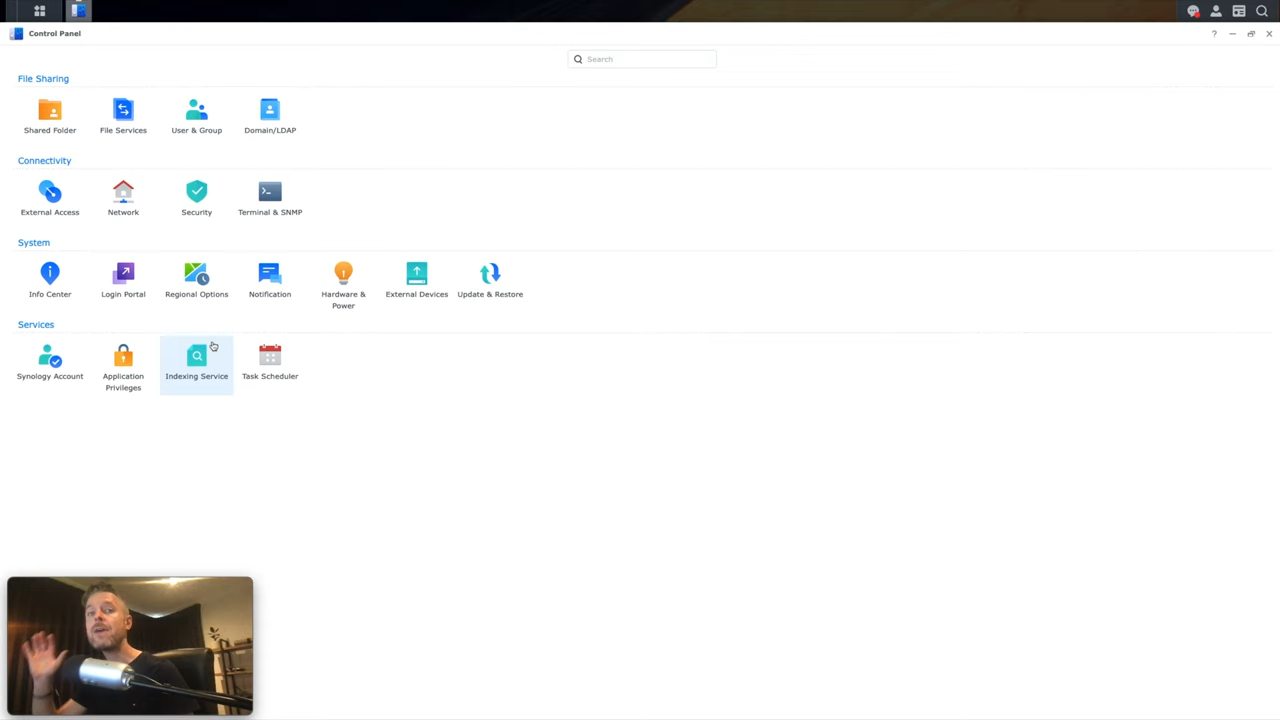 Control Panel
?
Search
File Sharing
Shared Folder
File Services
User & Group
Domain/LDAP
Connectivity
External Access
Network
Security
Terminal & SNMP
System
Info Center
Login Portal
Regional Options
Notification
Hardware &
Power
External Devices
Update & Restore
Services
Synology Account
Application
Privileges
Indexing Service
Task Scheduler